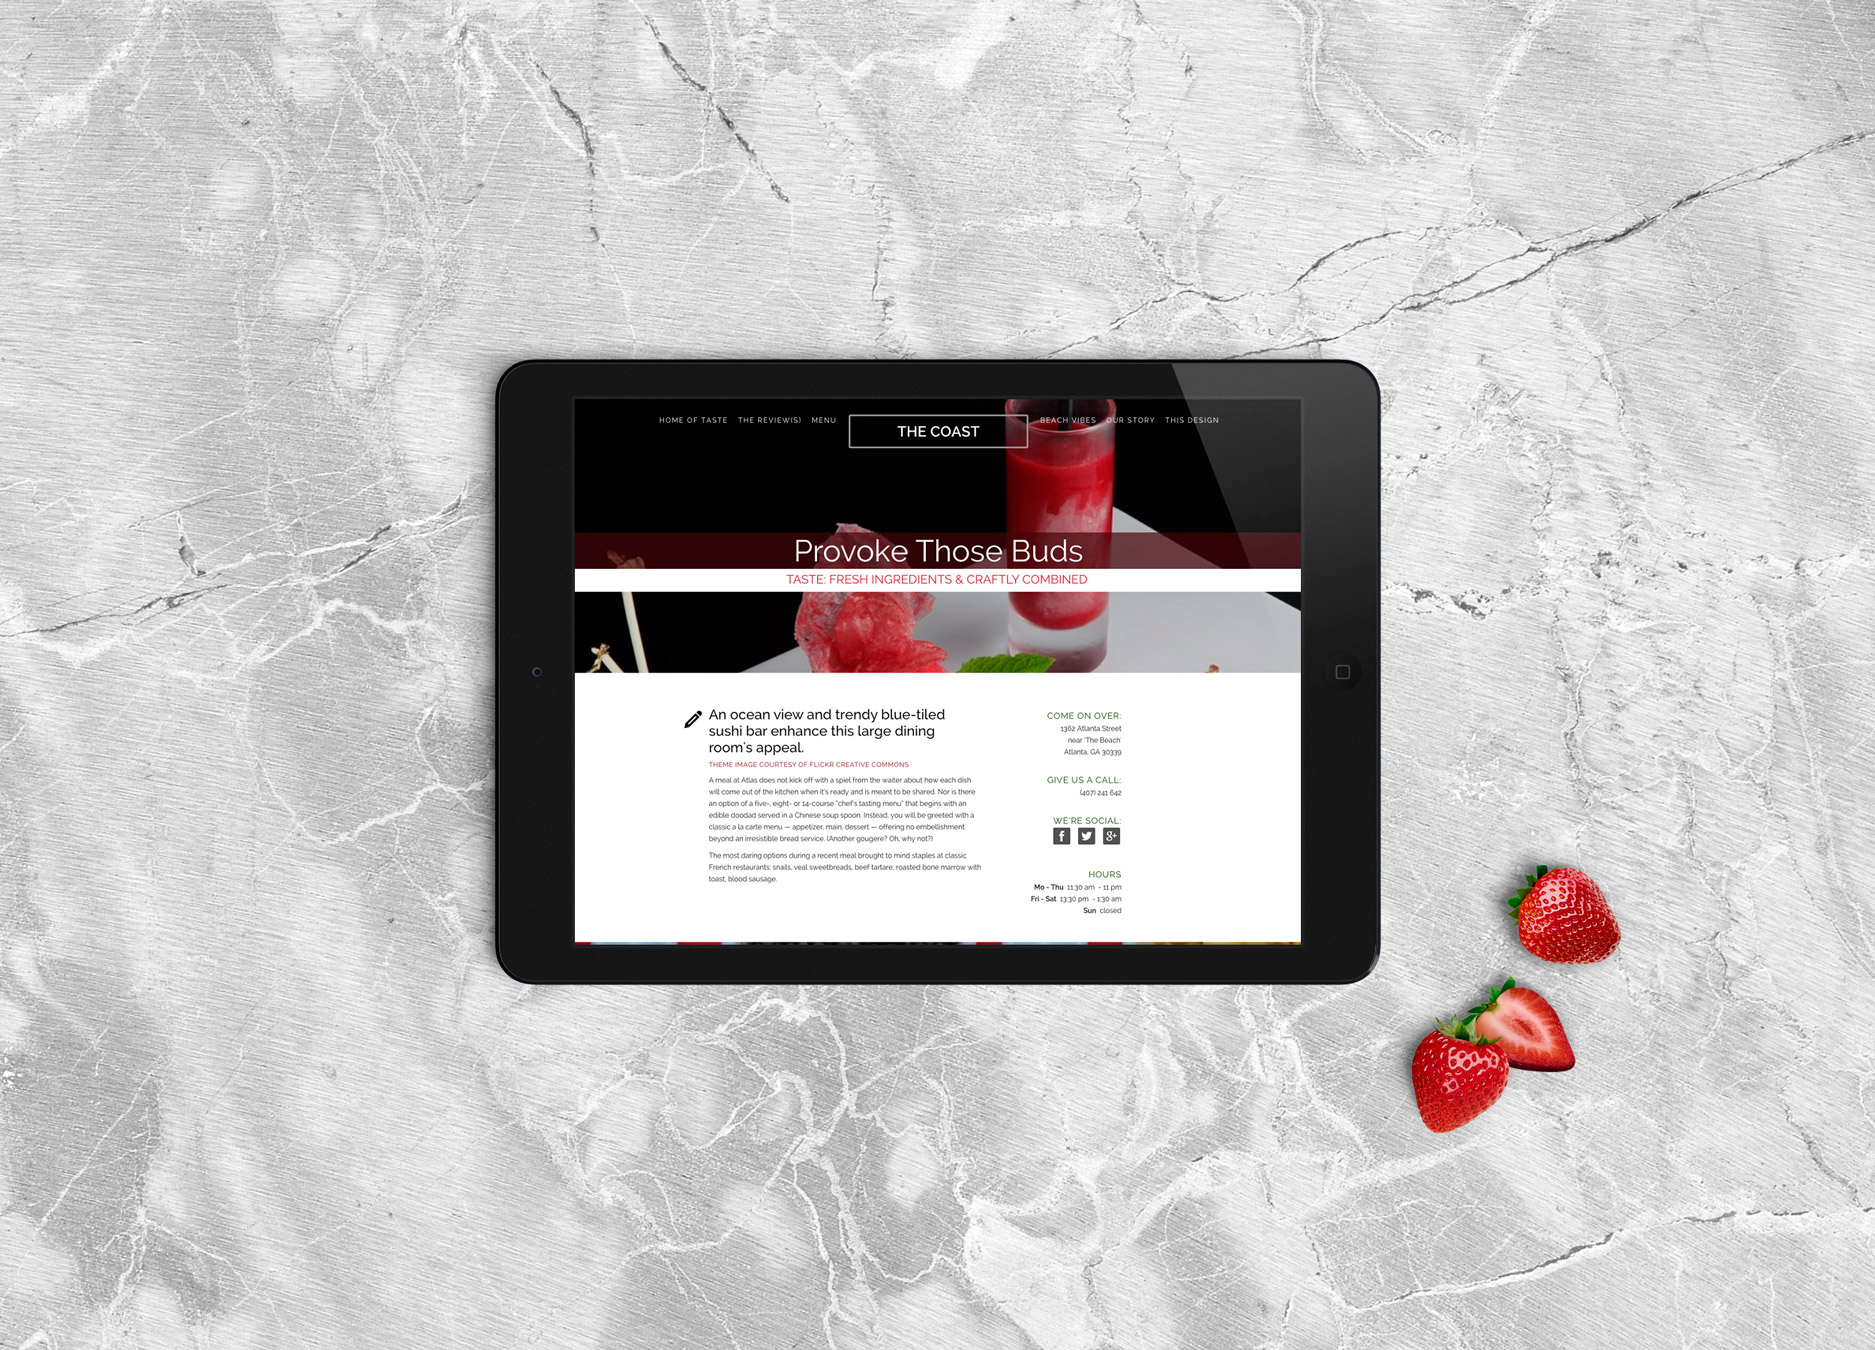 HOME OF TASTE THE REVIEW(S) MENU THE COAST BEACH VIBES OUR STORY THIS DESIGN
Provoke Those Buds
TASTE: FRESH INGREDIENTS & CRAFTLY COMBINED
An ocean view and trendy blue-tiled
sushi bar enhance this large dining
room's appeal.
THEME IMAGE COURTESY OF FLICKR CREATIVE COMMONS
A meal at Atlas does not kick off with a spiel from the waiter about how each dish
will come out of the kitchen when it's ready and is meant to be shared. Nor is there
an option of a five-, eight- or 14-course "chef's tasting menu" that begins with an
edible doodad served in a Chinese soup spoon. Instead, you will be greeted with a
classic a la carte menu — appetizer, main, dessert — offering no embellishment
beyond an irresistible bread service. (Another gougere? Oh, why not?)
The most daring options during a recent meal brought to mind staples at classic
French restaurants: snails, veal sweetbreads, beef tartare, roasted bone marrow with
toast, blood sausage.
COME ON OVER:
1362 Atlanta Street
near 'The Beach'
Atlanta, GA 30339
GIVE US A CALL:
(407) 241 642
WE'RE SOCIAL:
f g+
HOURS
Mo - Thu 11:30 am - 11 pm
Fri - Sat 13:30 pm - 1:30 am
Sun closed